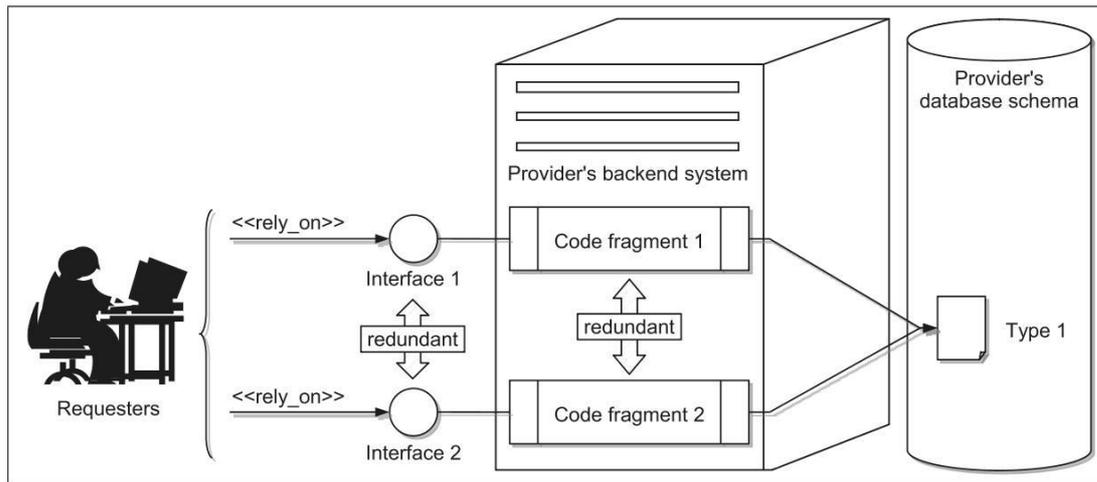 Provider's
database schema
Provider's backend system
<<rely_on>>
Code fragment 1
Interface 1
redundant
redundant
Type 1
<<rely_on>>
Requesters
Code fragment 2
Interface 2